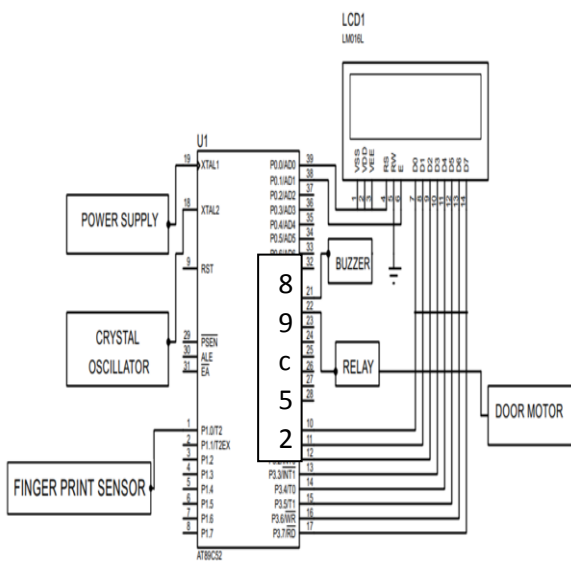 LCD1
LM016L
VSS
VDD
VEE
RS
RW
E
D0
D1
D2
D3
D4
D5
D6
D7
1
2
3
4
5
6
7
8
9
10
11
12
13
14
U1
19
XTAL1
P0.0/AD0
39
P0.1/AD1
38
18
XTAL2
P0.2/AD2
37
P0.3/AD3
36
P0.4/AD4
35
P0.5/AD5
34
33
9
RST
32
POWER SUPPLY
CRYSTAL
OSCILLATOR
FINGER PRINT SENSOR
29
PSEN
30
ALE
31
EA
8
9
c
5
2
21
22
23
24
25
26
27
28
BUZZER
RELAY
DOOR MOTOR
1
P1.0/T2
10
2
P1.1/T2EX
11
3
P1.2
12
4
P1.3
P3.3/INT1
13
5
P1.4
P3.4/T0
14
6
P1.5
P3.5/T1
15
7
P1.6
P3.6/WR
16
8
P1.7
P3.7/RD
17
AT89C52